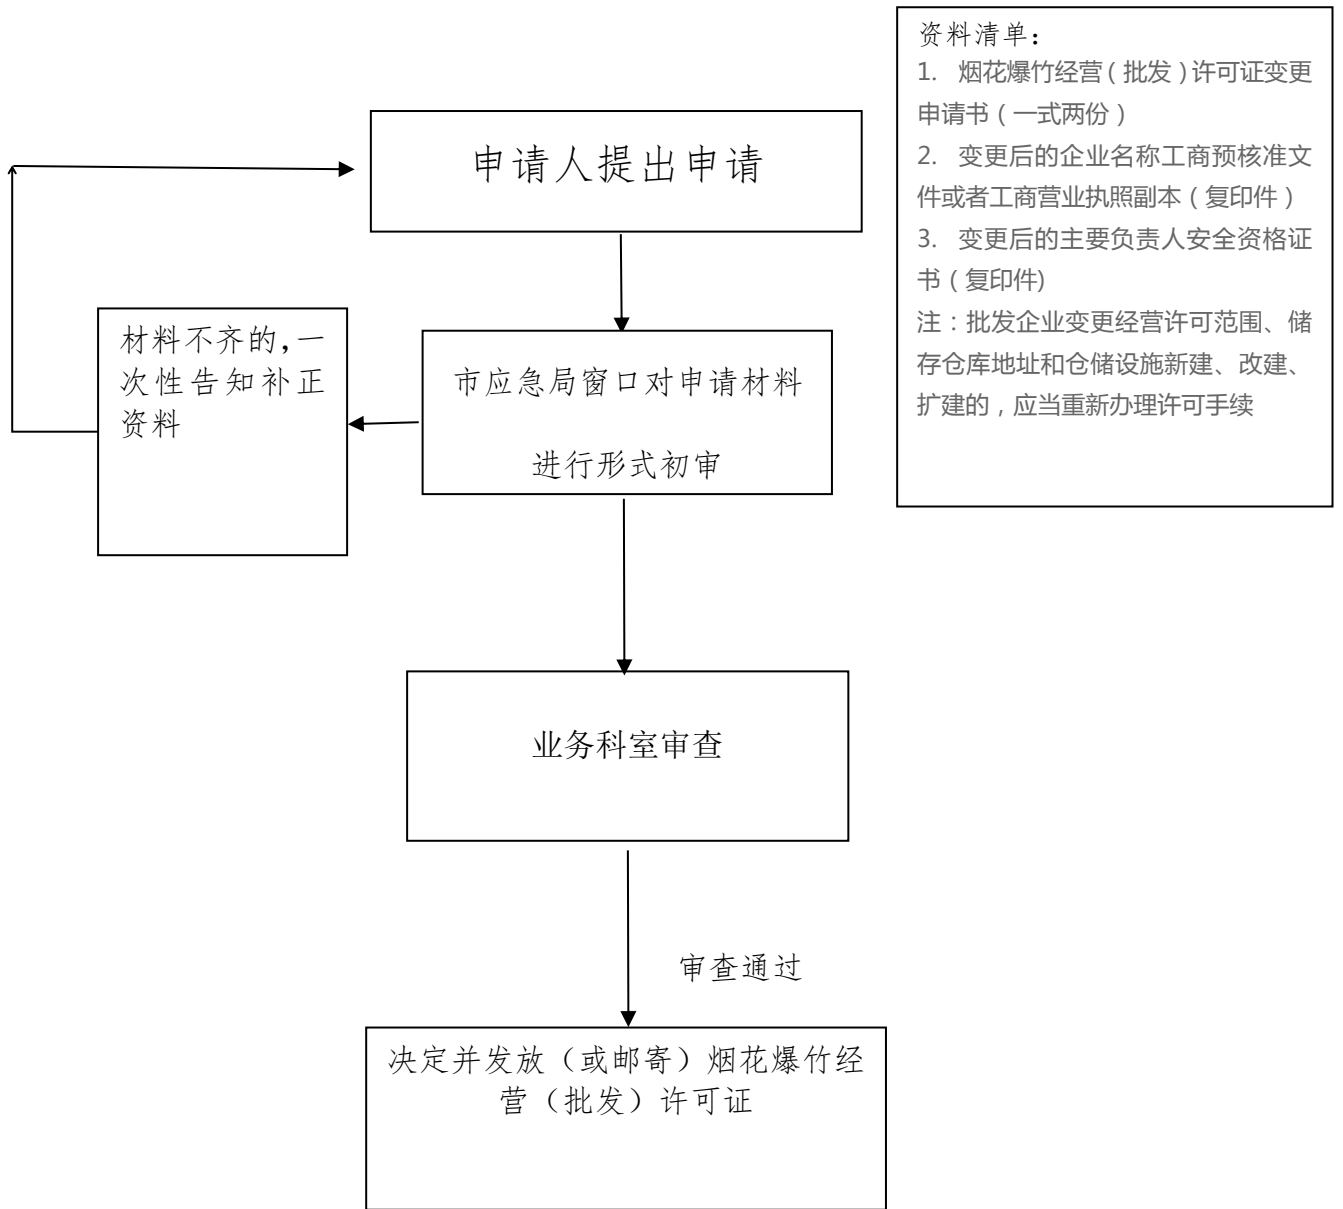 资料清单：
1. 烟花爆竹经营（批发）许可证变更
申请书（一式两份）
2. 变更后的企业名称工商预核准文
件或者工商营业执照副本（复印件）
3. 变更后的主要负责人安全资格证
书（复印件)
注：批发企业变更经营许可范围、储
存仓库地址和仓储设施新建、改建、
扩建的，应当重新办理许可手续
申请人提出申请
材料不齐的，一
次性告知补正
资料
市应急局窗口对申请材料
进行形式初审
业务科室审查
审查通过
决定并发放（或邮寄）烟花爆竹经
营（批发）许可证